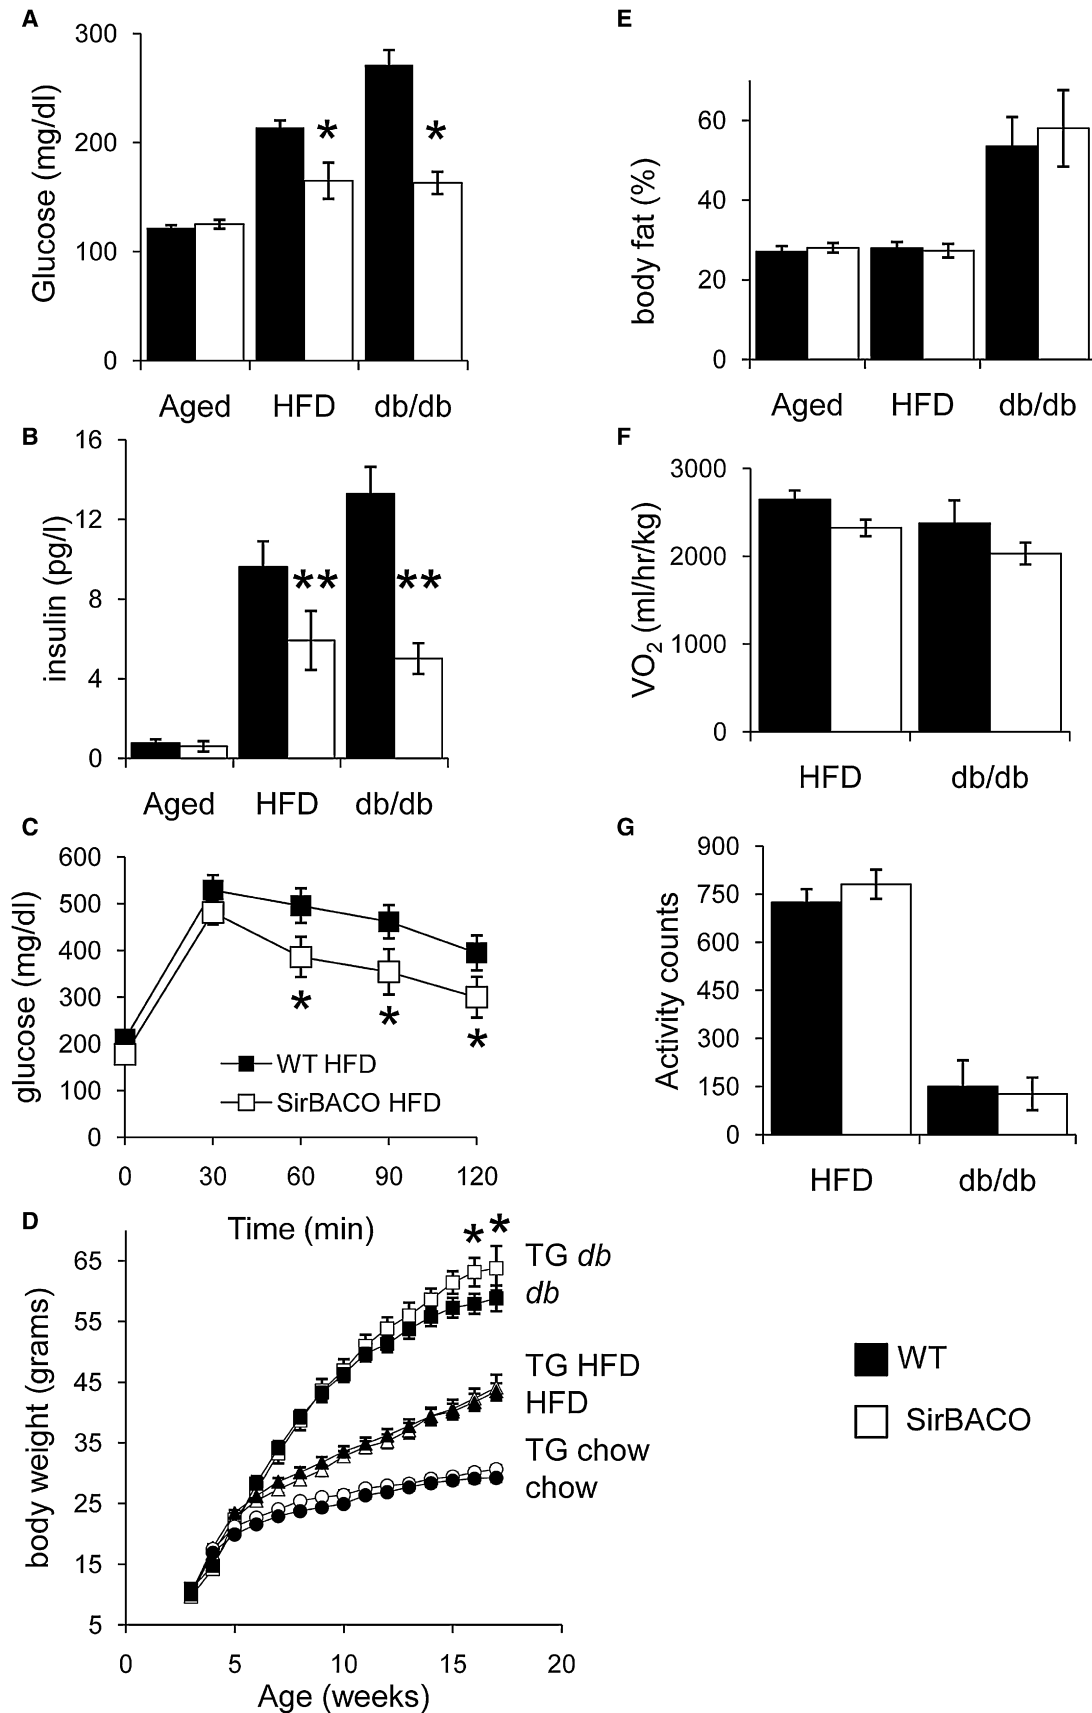 A
Glucose (mg/dl)
300
200
100
0
Aged HFD db/db
*
*
B
insulin (pg/l)
16
12
8
4
0
Aged HFD db/db
**
**
C
glucose (mg/dl)
600
500
400
300
200
100
0
*
*
*
WT HFD
SirBACO HFD
0 30 60 90 120
Time (min)
D
body weight (grams)
65
55
45
35
25
15
5
* *
TG db
db
TG HFD
HFD
TG chow
chow
0 5 10 15 20
Age (weeks)
E
body fat (%)
60
40
20
0
Aged HFD db/db
F
VO2 (ml/hr/kg)
3000
2000
1000
0
HFD db/db
G
Activity counts
900
750
600
450
300
150
0
HFD db/db
WT
SirBACO